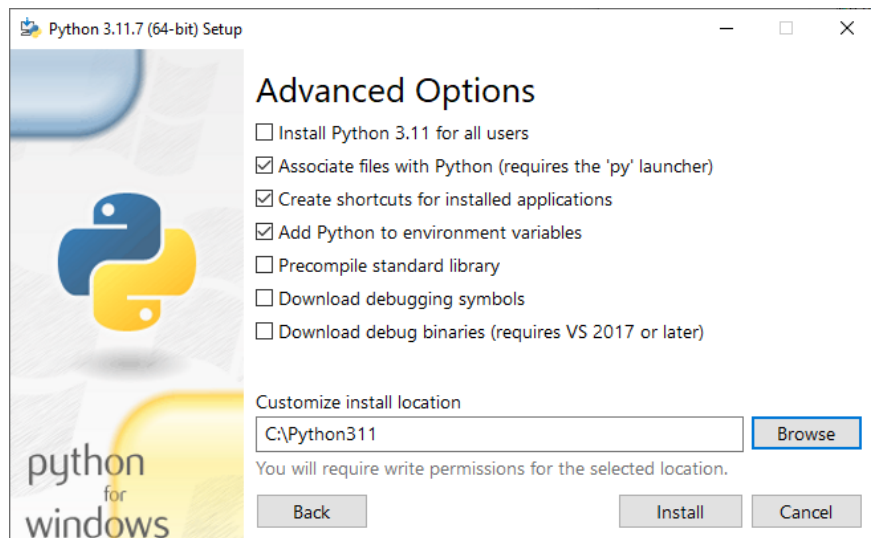 Python 3.11.7 (64-bit) Setup
Advanced Options
Install Python 3.11 for all users
Associate files with Python (requires the 'py' launcher)
Create shortcuts for installed applications
Add Python to environment variables
Precompile standard library
Download debugging symbols
Download debug binaries (requires VS 2017 or later)
Customize install location
C:\Python311
Browse
You will require write permissions for the selected location.
python
for
windows
Back
Install
Cancel